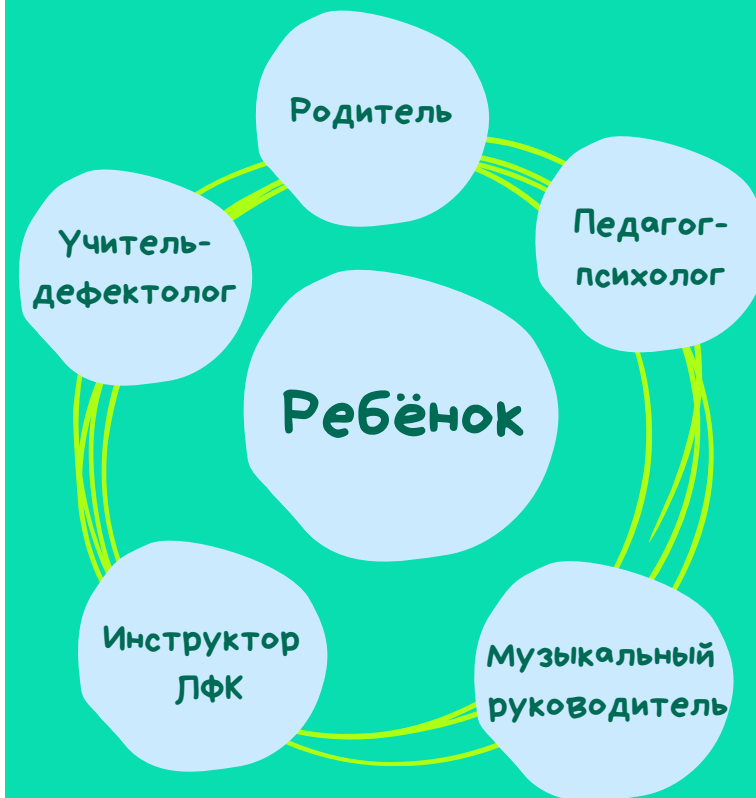 Родитель
Педагог-
психолог
Учитель-
дефектолог
Ребёнок
Инструктор
ЛФК
Музыкальный
руководитель